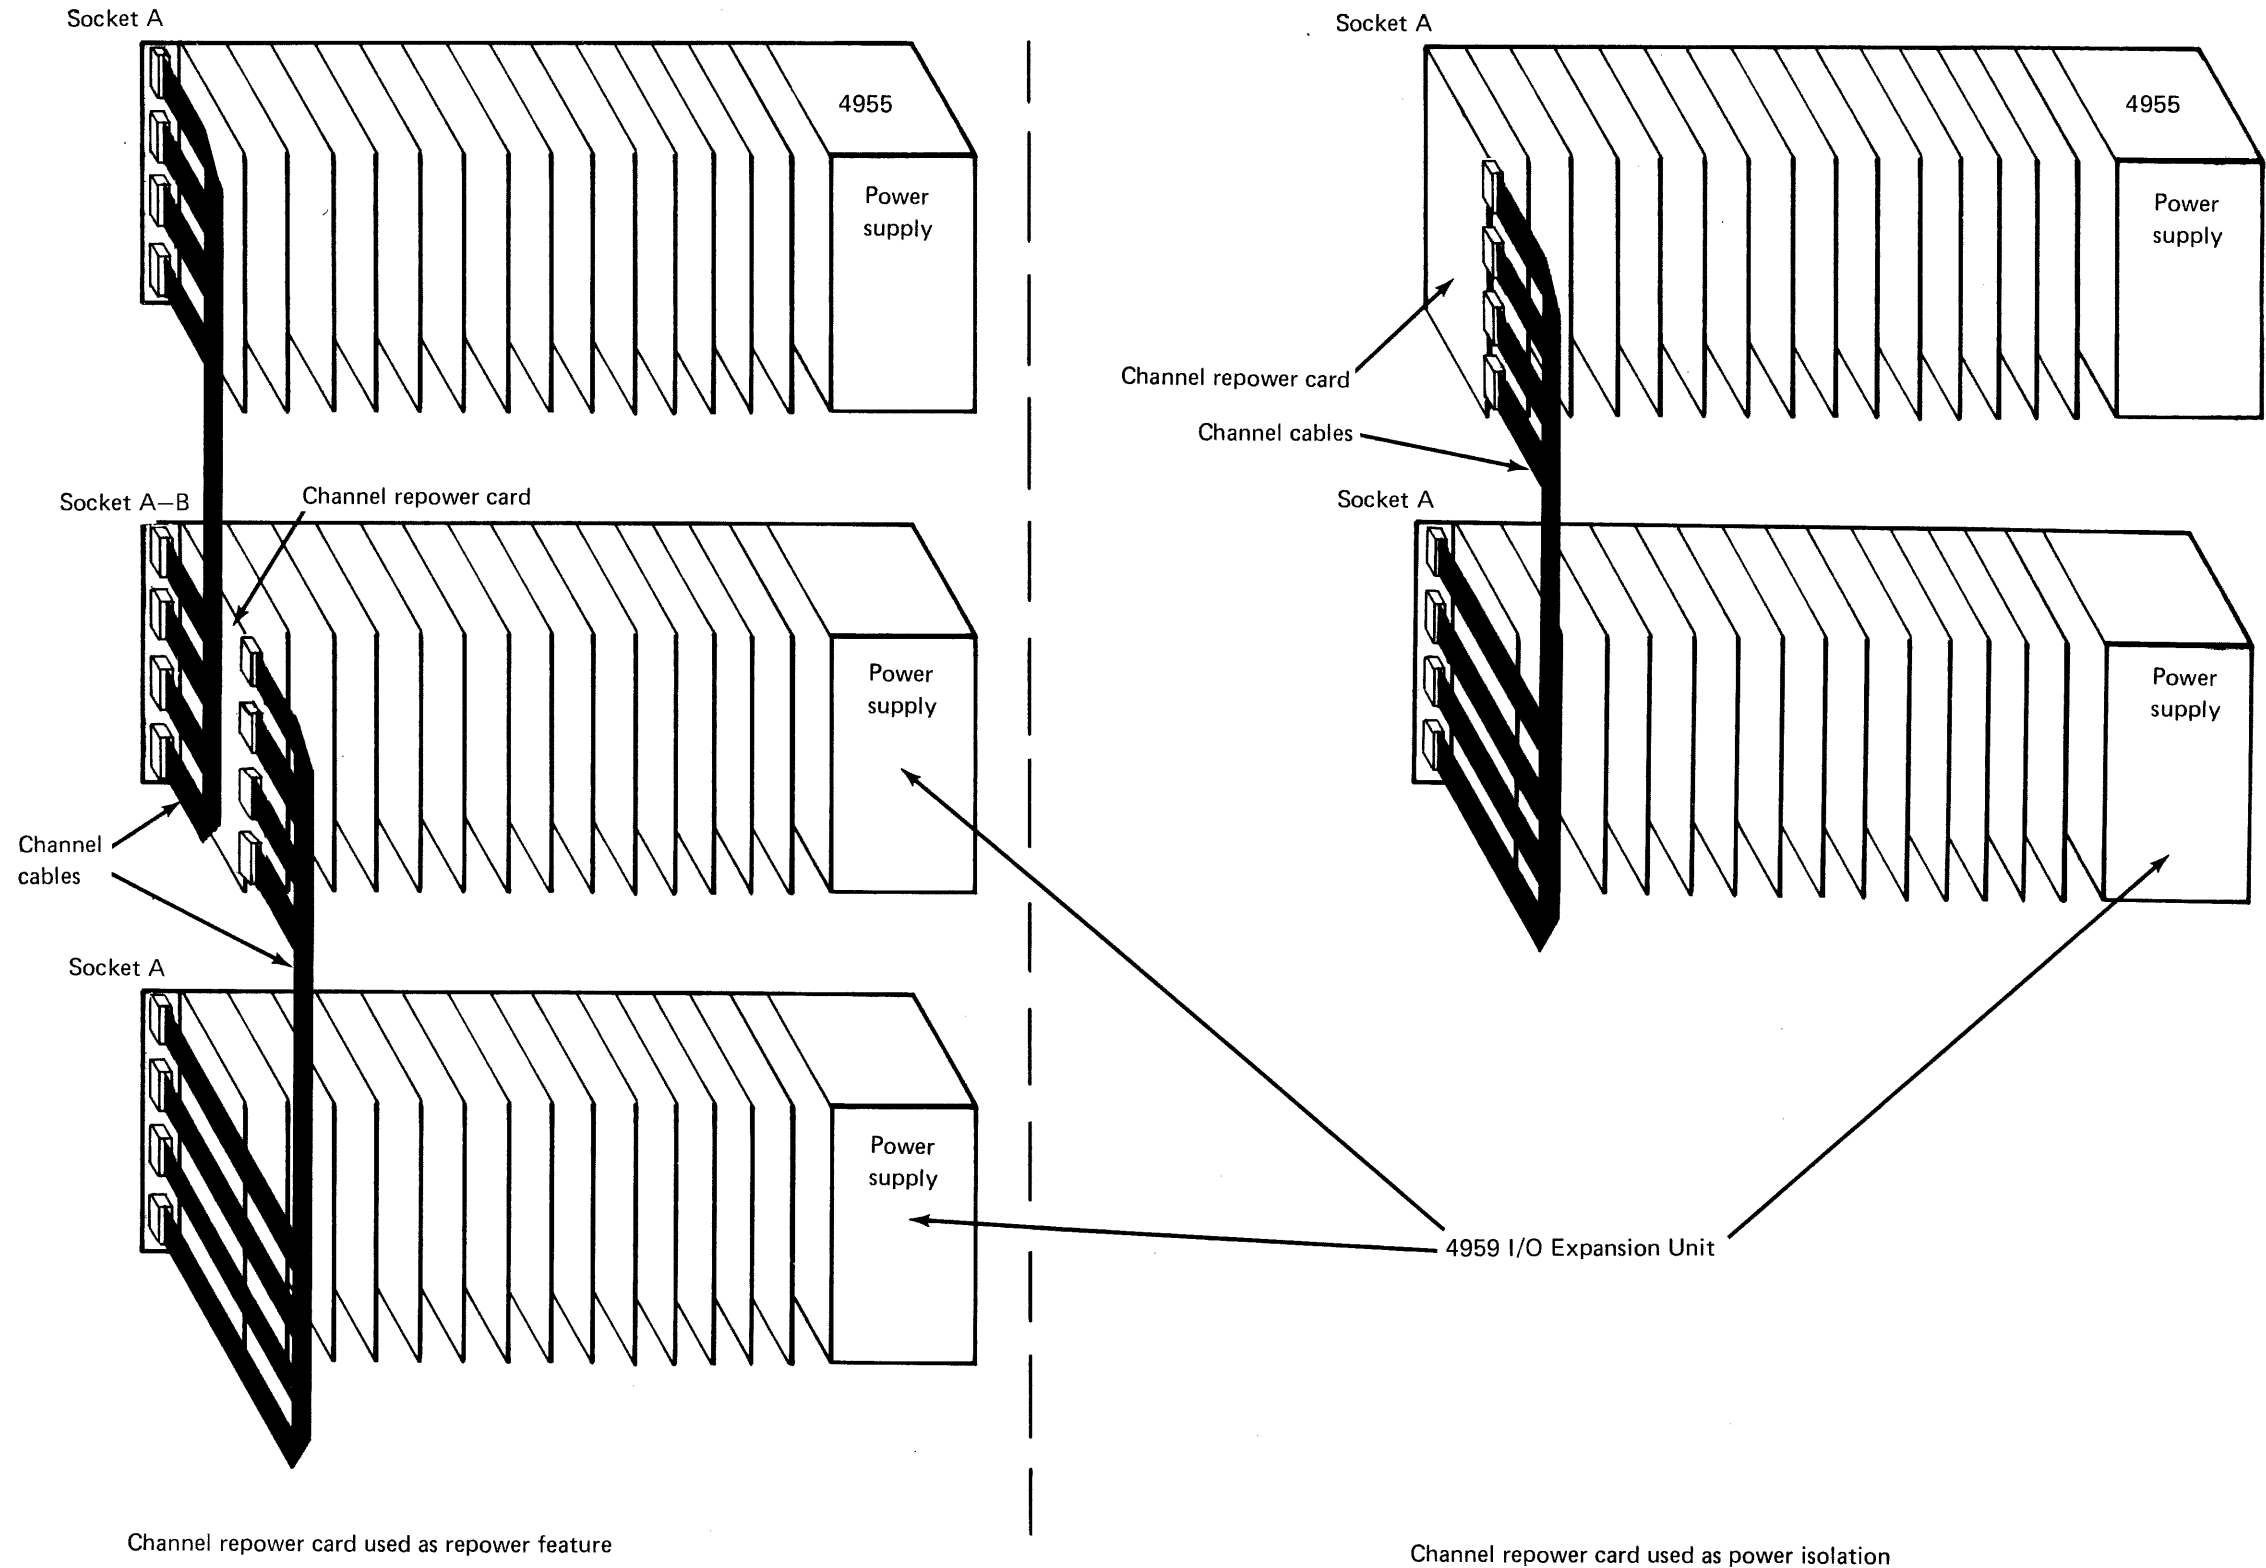 Socket A
4955
Power
supply
Socket A–B
Channel repower card
Power
supply
Channel
cables
Socket A
Power
supply
Channel repower card used as repower feature
Socket A
4955
Power
supply
Channel repower card
Channel cables
Socket A
Power
supply
4959 I/O Expansion Unit
Channel repower card used as power isolation